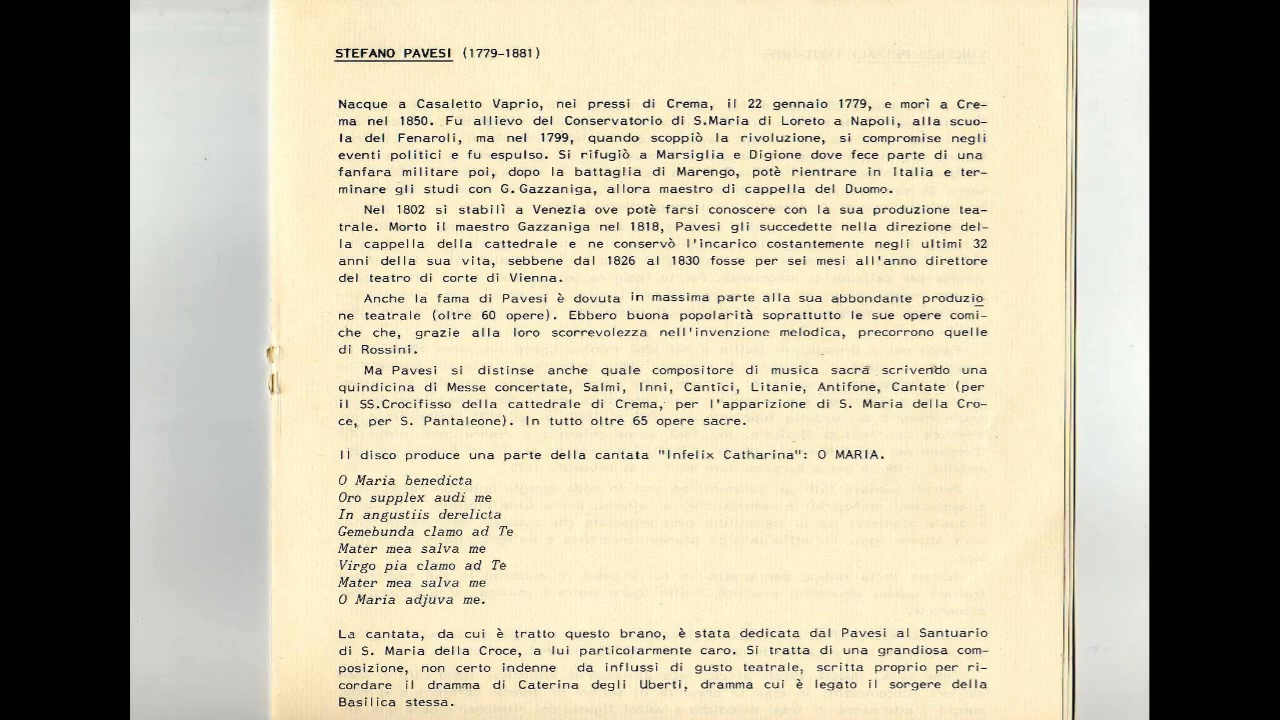 STEFANO PAVESI (1779-1881)
Nacque a Casaletto Vaprio, nei pressi di Crema, il 22 gennaio 1779, e morì a Cre-
ma nel 1850. Fu allievo del Conservatorio di S.Maria di Loreto a Napoli, alla scuo-
la del Fenaroli, ma nel 1799, quando scoppiò la rivoluzione, si compromise negli
eventi politici e fu espulso. Si rifugiò a Marsiglia e Digione dove fece parte di una
fanfara militare poi, dopo la battaglia di Marengo, potè rientrare in Italia e ter-
minare gli studi con G.Gazzaniga, allora maestro di cappella del Duomo.
Nel 1802 si stabilì a Venezia ove potè farsi conoscere con la sua produzione tea-
trale. Morto il maestro Gazzaniga nel 1818, Pavesi gli succedette nella direzione del-
la cappella della cattedrale e ne conservò l'incarico costantemente negli ultimi 32
anni della sua vita, sebbene dal 1826 al 1830 fosse per sei mesi all'anno direttore
del teatro di corte di Vienna.
Anche la fama di Pavesi è dovuta in massima parte alla sua abbondante produzio
ne teatrale (oltre 60 opere). Ebbero buona popolarità soprattutto le sue opere comi-
che che, grazie alla loro scorrevolezza nell'invenzione melodica, precorrono quelle
di Rossini.
Ma Pavesi si distinse anche quale compositore di musica sacra scrivendo una
quindicina di Messe concertate, Salmi, Inni, Cantici, Litanie, Antifone, Cantate (per
il SS.Crocifisso della cattedrale di Crema, per l'apparizione di S. Maria della Cro-
ce, per S. Pantaleone). In tutto oltre 65 opere sacre.
Il disco produce una parte della cantata "Infelix Catharina": O MARIA.
O Maria benedicta
Oro supplex audi me
In angustiis derelicta
Gemebunda clamo ad Te
Mater mea salva me
Virgo pia clamo ad Te
Mater mea salva me
O Maria adjuva me.
La cantata, da cui è tratto questo brano, è stata dedicata dal Pavesi al Santuario
di S. Maria della Croce, a lui particolarmente caro. Si tratta di una grandiosa com-
posizione, non certo indenne da influssi di gusto teatrale, scritta proprio per ri-
cordare il dramma di Caterina degli Uberti, dramma cui è legato il sorgere della
Basilica stessa.